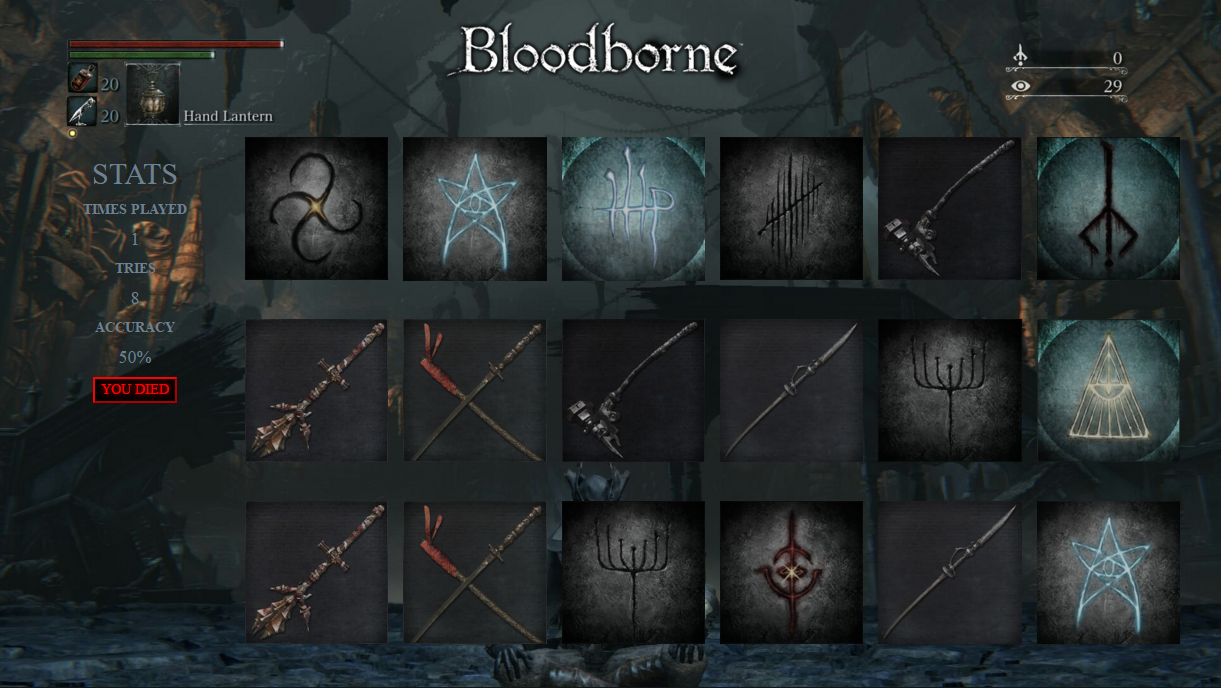 Bloodborne
20
20
Hand Lantern
0
29
STATS
TIMES PLAYED
1
TRIES
8
ACCURACY
50%
YOU DIED